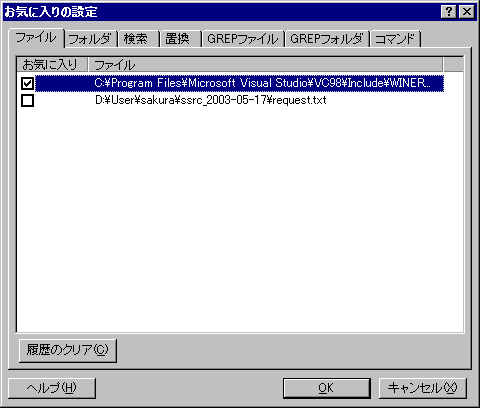 お気に入りの設定
ファイル フォルダ 検索 置換 GREPファイル GREPフォルダ コマンド
お気に入り ファイル
C:¥Program Files¥Microsoft Visual Studio¥VC98¥Include¥WINER...
D:¥User¥sakura¥ssrc_2003-05-17¥request.txt
履歴のクリア(C)
ヘルプ(H) OK キャンセル(X)